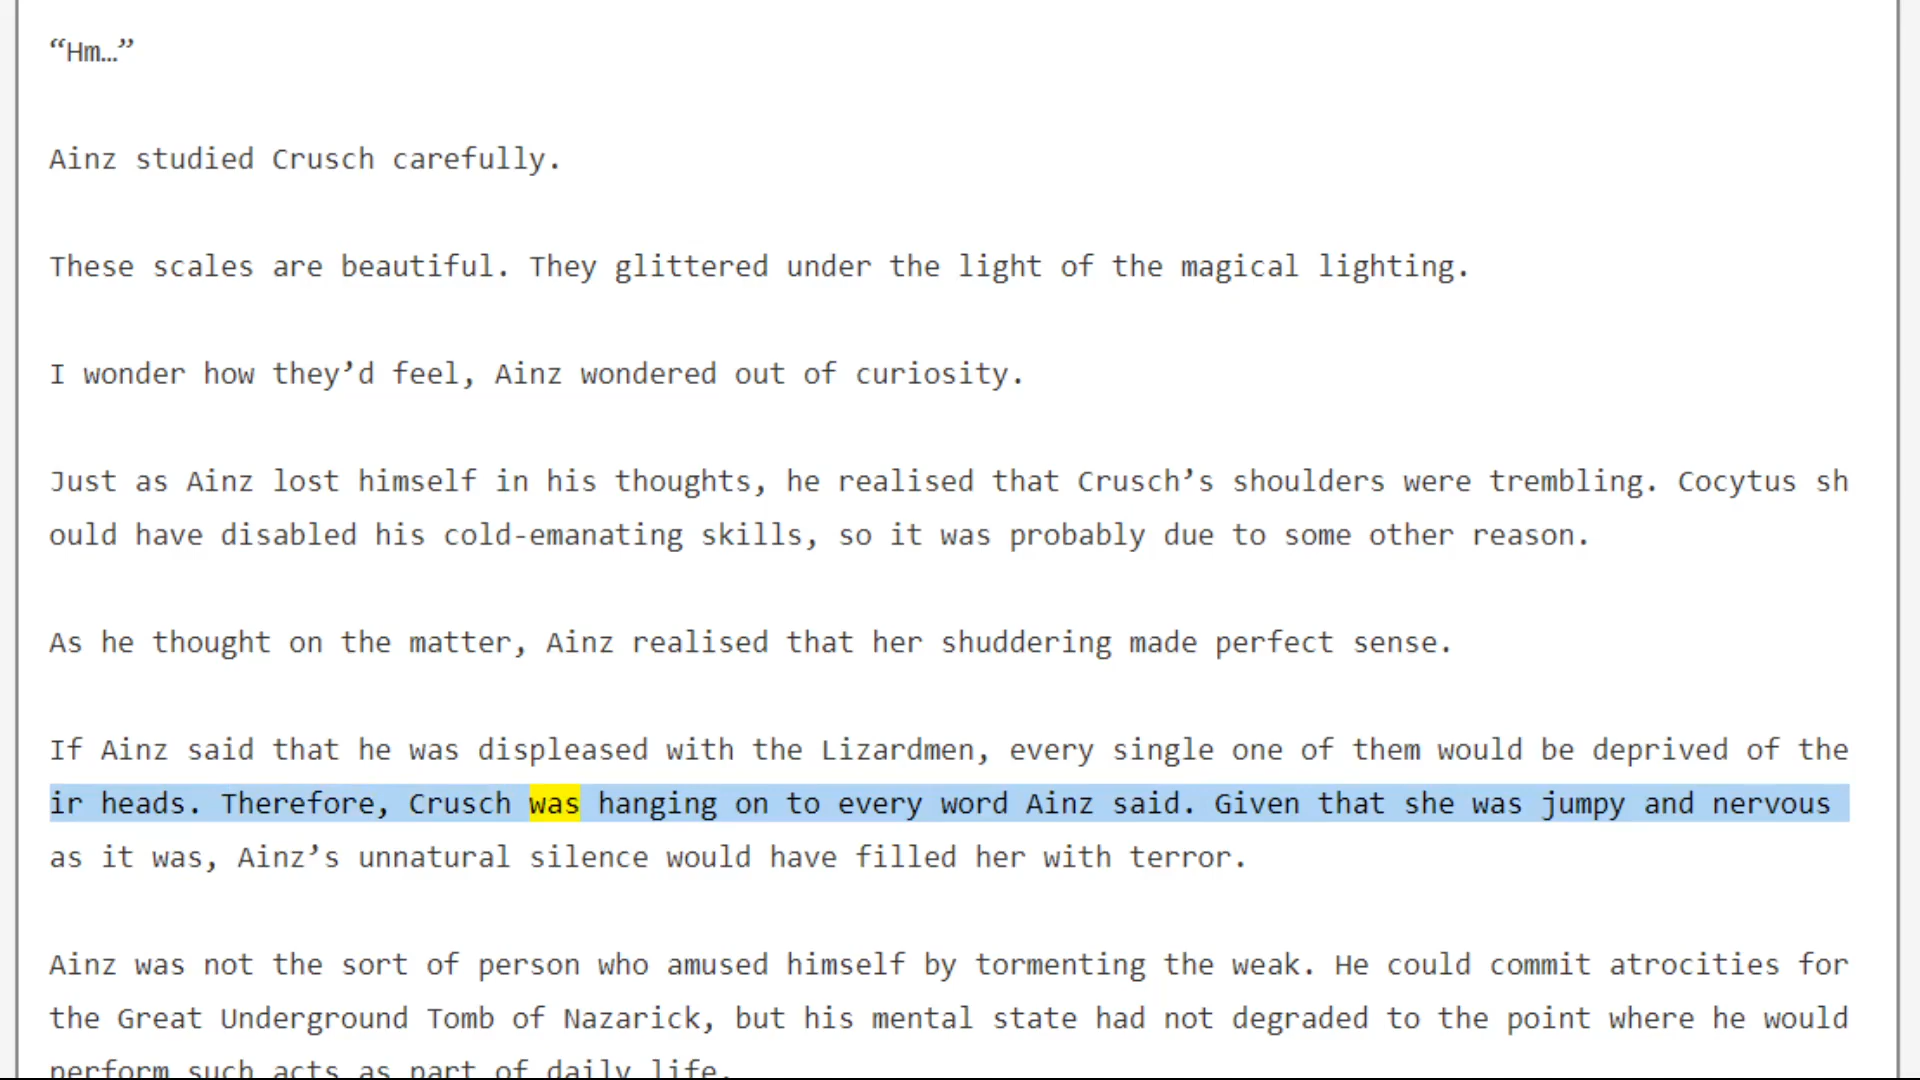 “Hm…”
Ainz studied Crusch carefully.
These scales are beautiful. They glittered under the light of the magical lighting.
I wonder how they’d feel, Ainz wondered out of curiosity.
Just as Ainz lost himself in his thoughts, he realised that Crusch’s shoulders were trembling. Cocytus sh
ould have disabled his cold-emanating skills, so it was probably due to some other reason.
As he thought on the matter, Ainz realised that her shuddering made perfect sense.
If Ainz said that he was displeased with the Lizardmen, every single one of them would be deprived of the
ir heads. Therefore, Crusch was hanging on to every word Ainz said. Given that she was jumpy and nervous
as it was, Ainz’s unnatural silence would have filled her with terror.
Ainz was not the sort of person who amused himself by tormenting the weak. He could commit atrocities for
the Great Underground Tomb of Nazarick, but his mental state had not degraded to the point where he would
perform such acts as part of daily life.